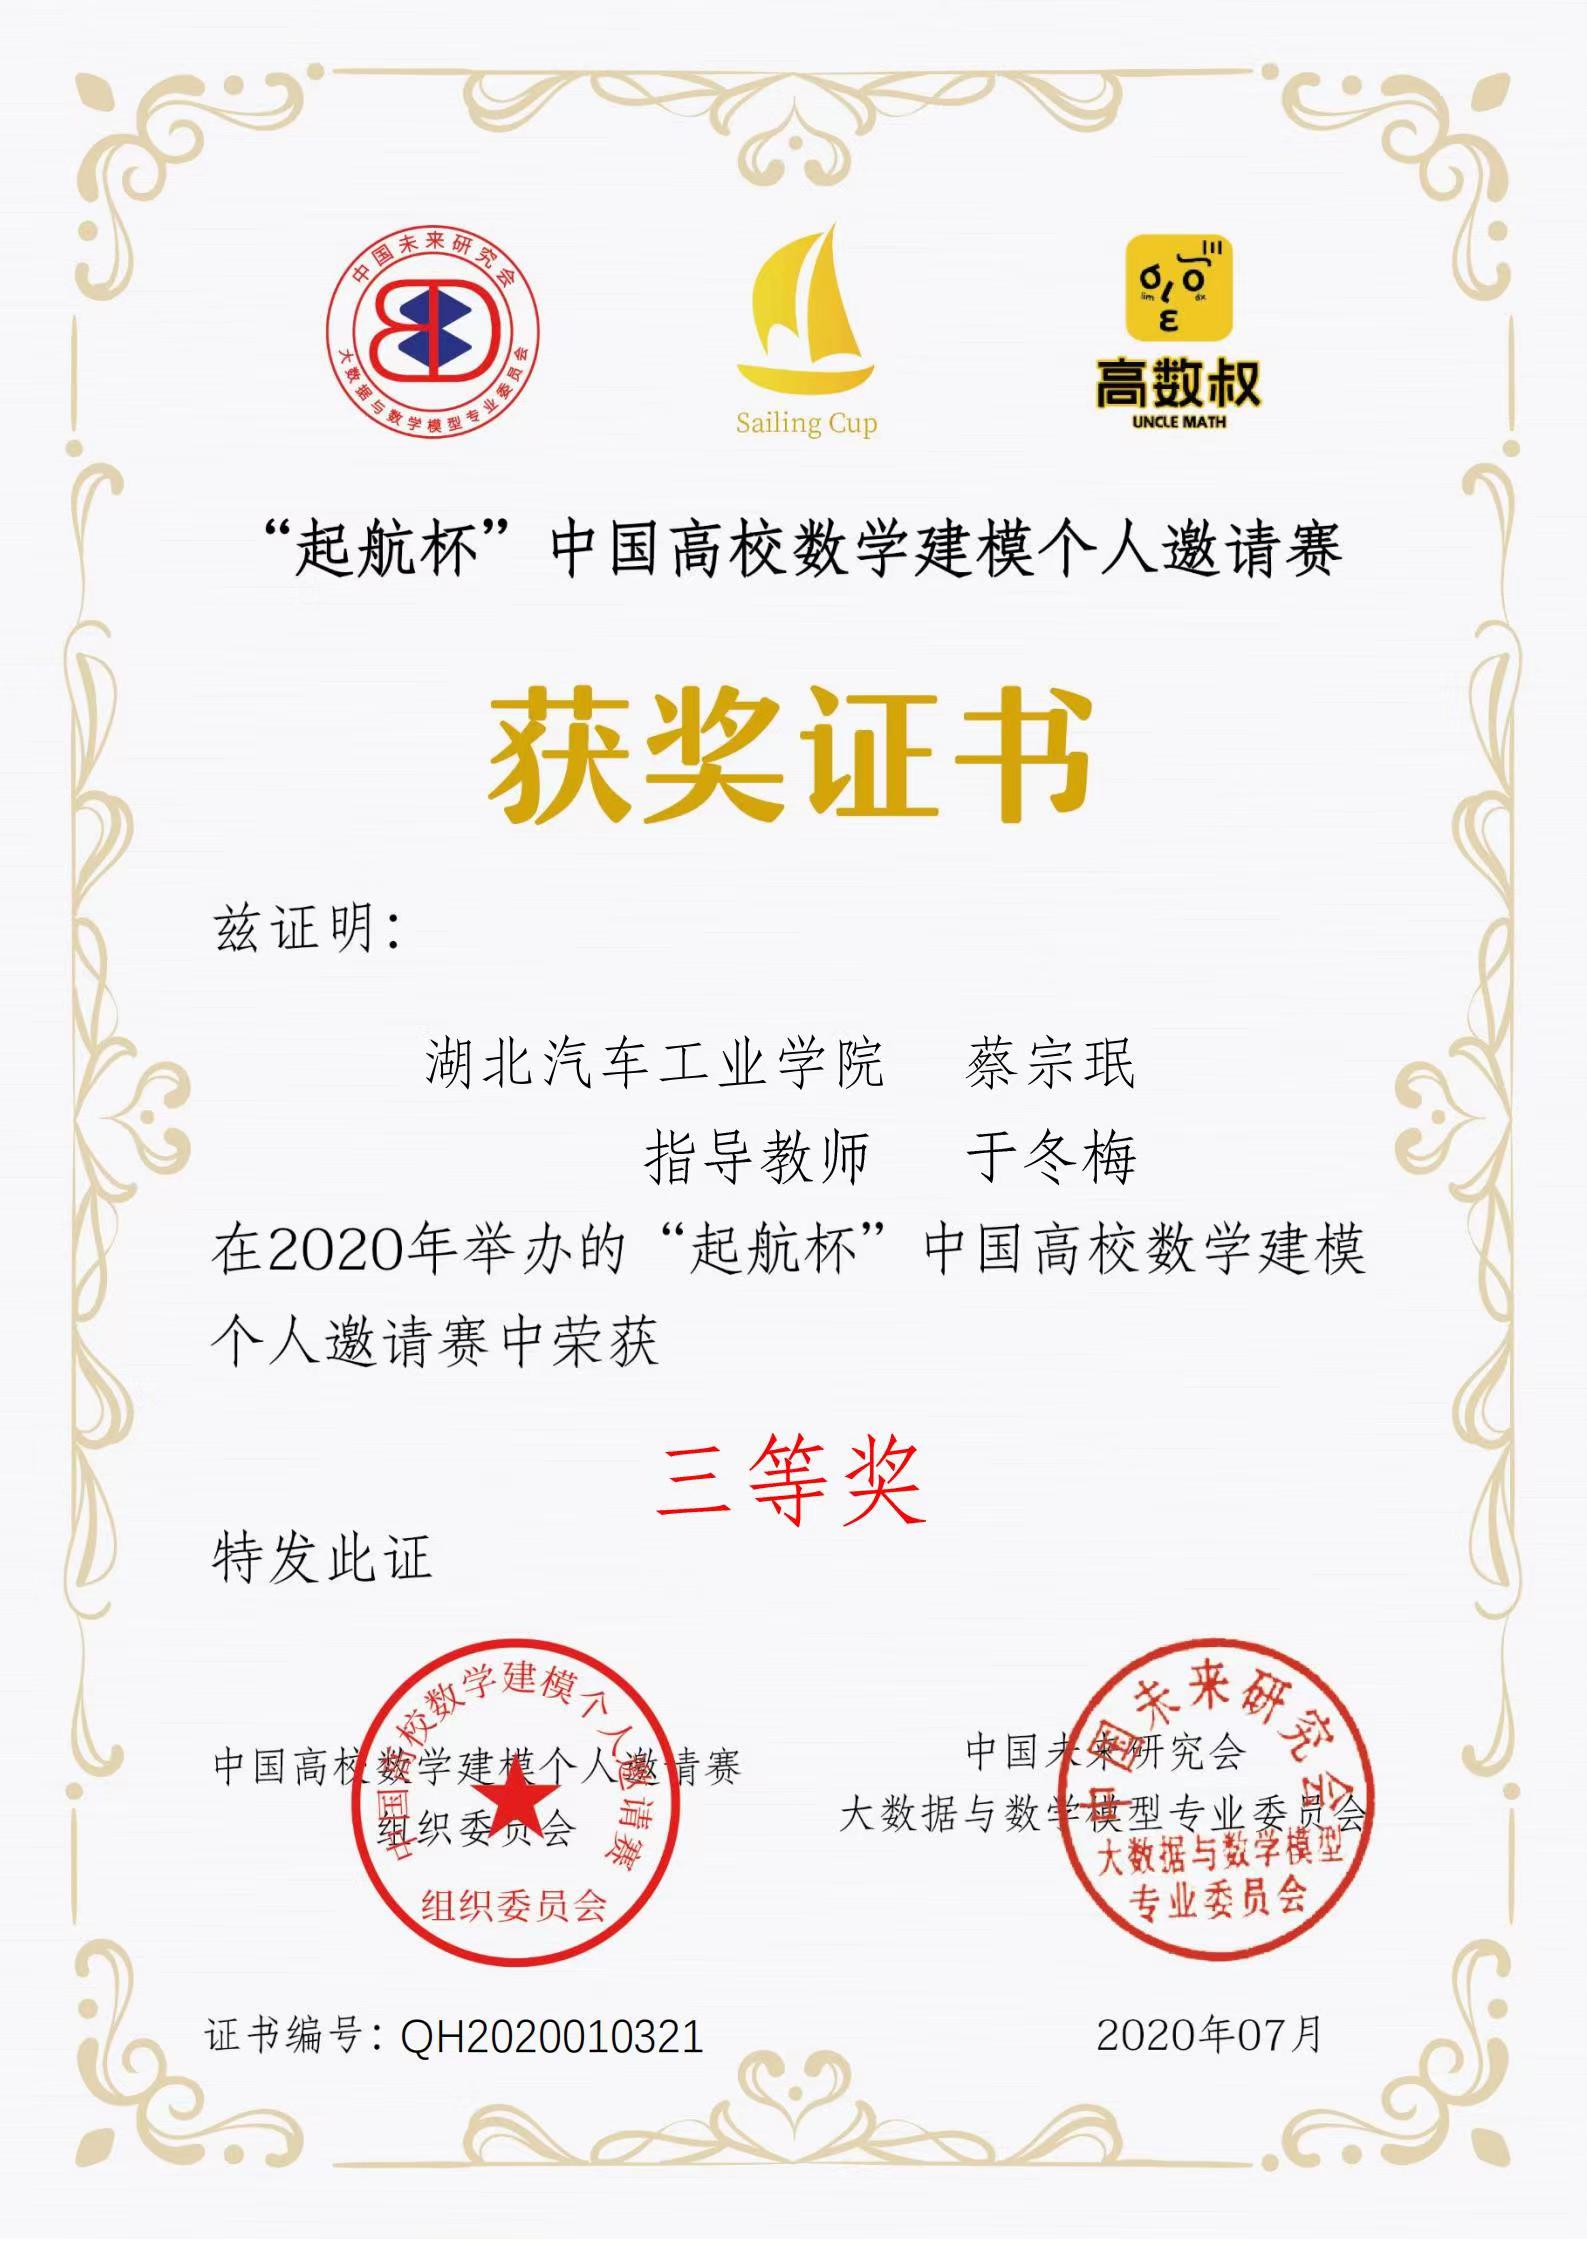 中国未来研究会
大数据与数学模型专业委员会
Sailing Cup
lim
dx
高数叔
UNCLE MATH
“起航杯”中国高校数学建模个人邀请赛
获奖证书
兹证明：
湖北汽车工业学院 蔡宗珉
指导教师 于冬梅
在2020年举办的“起航杯”中国高校数学建模
个人邀请赛中荣获
三等奖
特发此证
中国高校数学建模个人邀请赛
组织委员会
中国高校数学建模个人邀请赛
组织委员会
中国未来研究会
大数据与数学模型专业委员会
中国未来研究会
大数据与数学模型
专业委员会
证书编号：QH2020010321
2020年07月